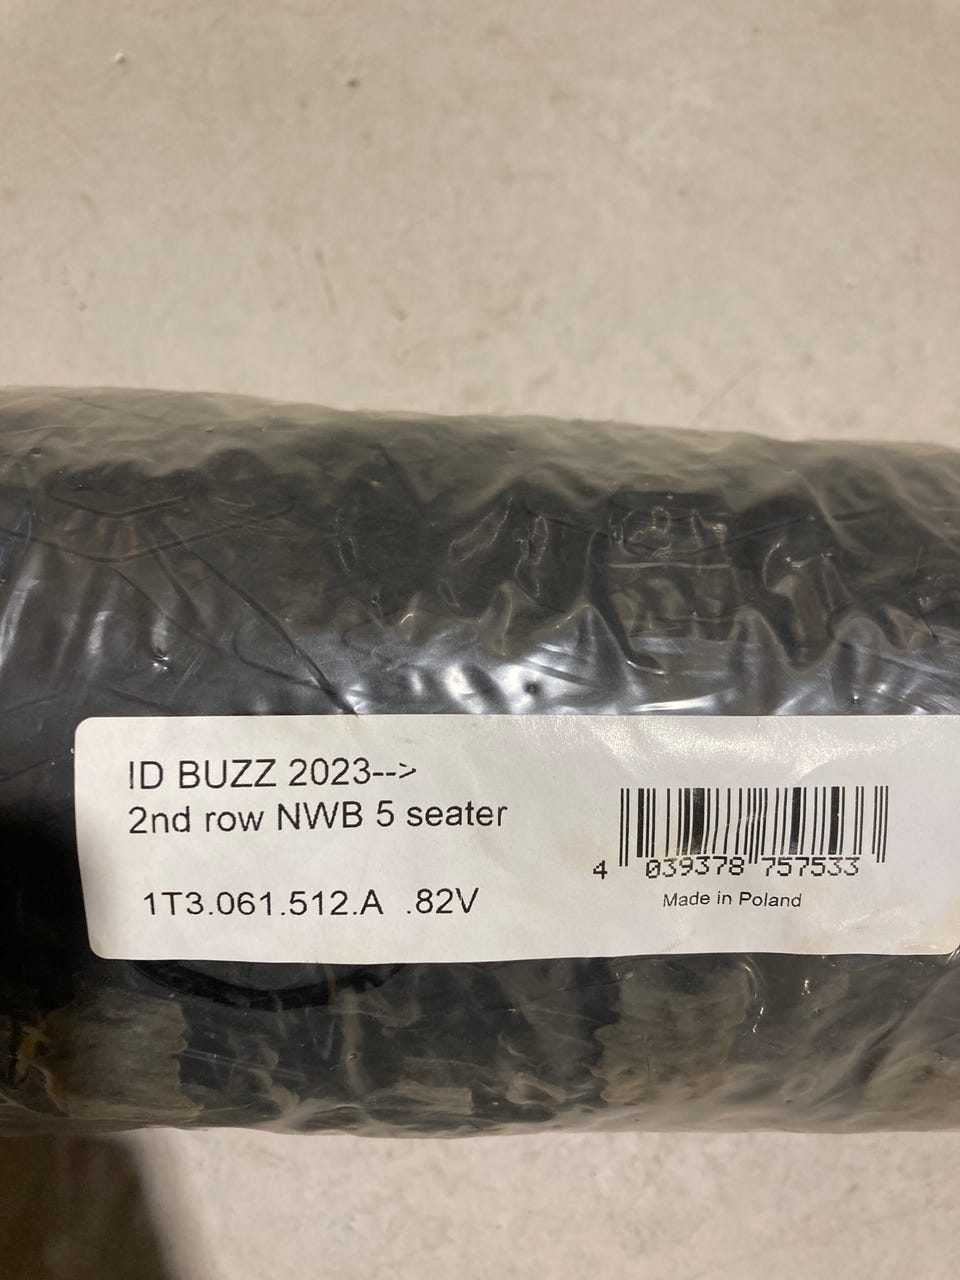 ID BUZZ 2023-->
2nd row NWB 5 seater
1T3.061.512.A .82V
4 039378 757533
Made in Poland